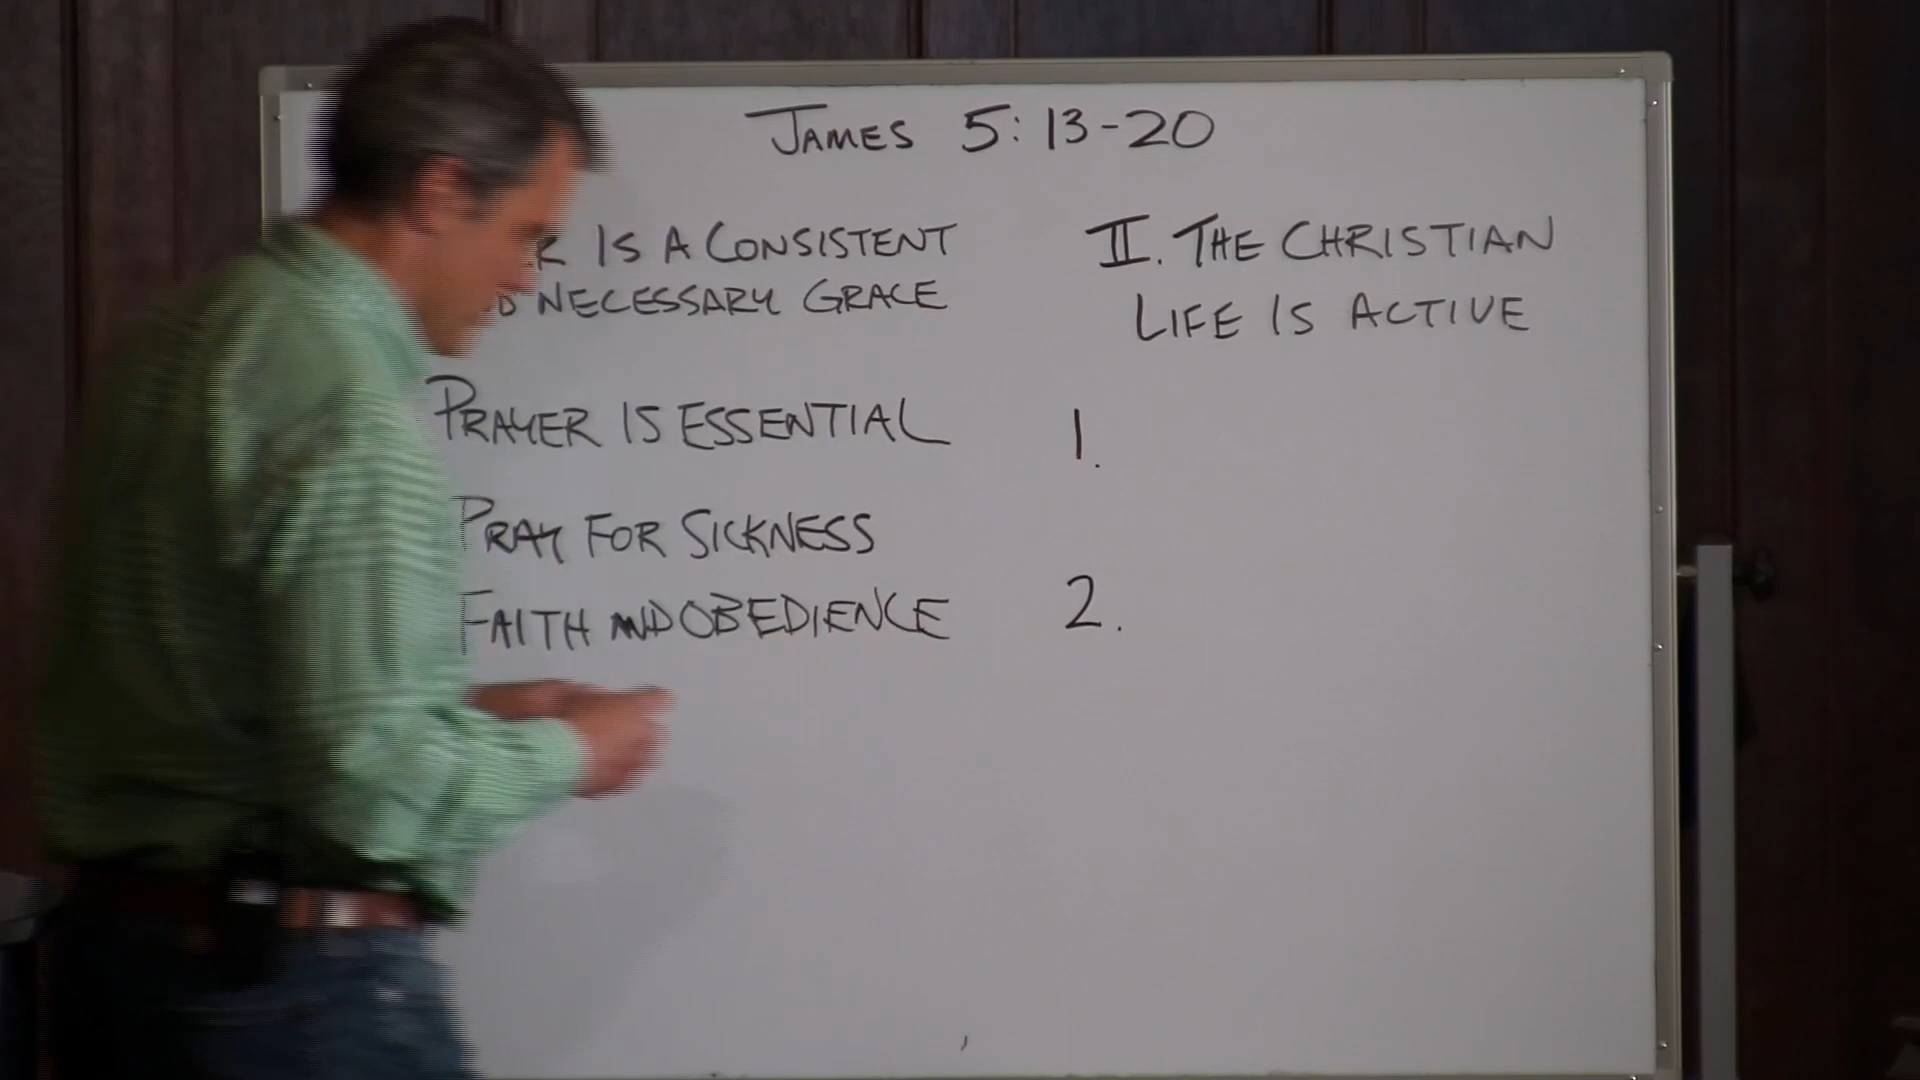 James 5:13-20
R IS A CONSISTENT
D NECESSARY GRACE
PRAYER IS ESSENTIAL
PRAY FOR SICKNESS
FAITH AND OBEDIENCE
II. THE CHRISTIAN
LIFE IS ACTIVE
1.
2.